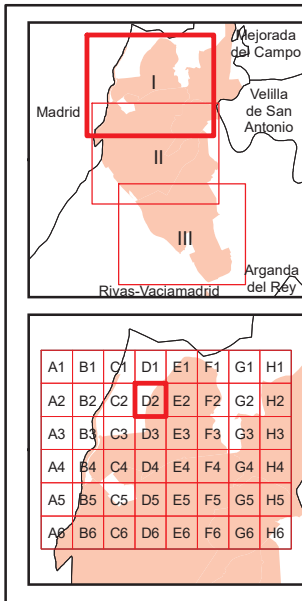 Mejorada
del Campo
I
Madrid
Velilla
de San
Antonio
II
III
Arganda
del Rey
Rivas-Vaciamadrid
A1 B1 C1 D1 E1 F1 G1 H1
A2 B2 C2 D2 E2 F2 G2 H2
A3 B3 C3 D3 E3 F3 G3 H3
A4 B4 C4 D4 E4 F4 G4 H4
A5 B5 C5 D5 E5 F5 G5 H5
A6 B6 C6 D6 E6 F6 G6 H6